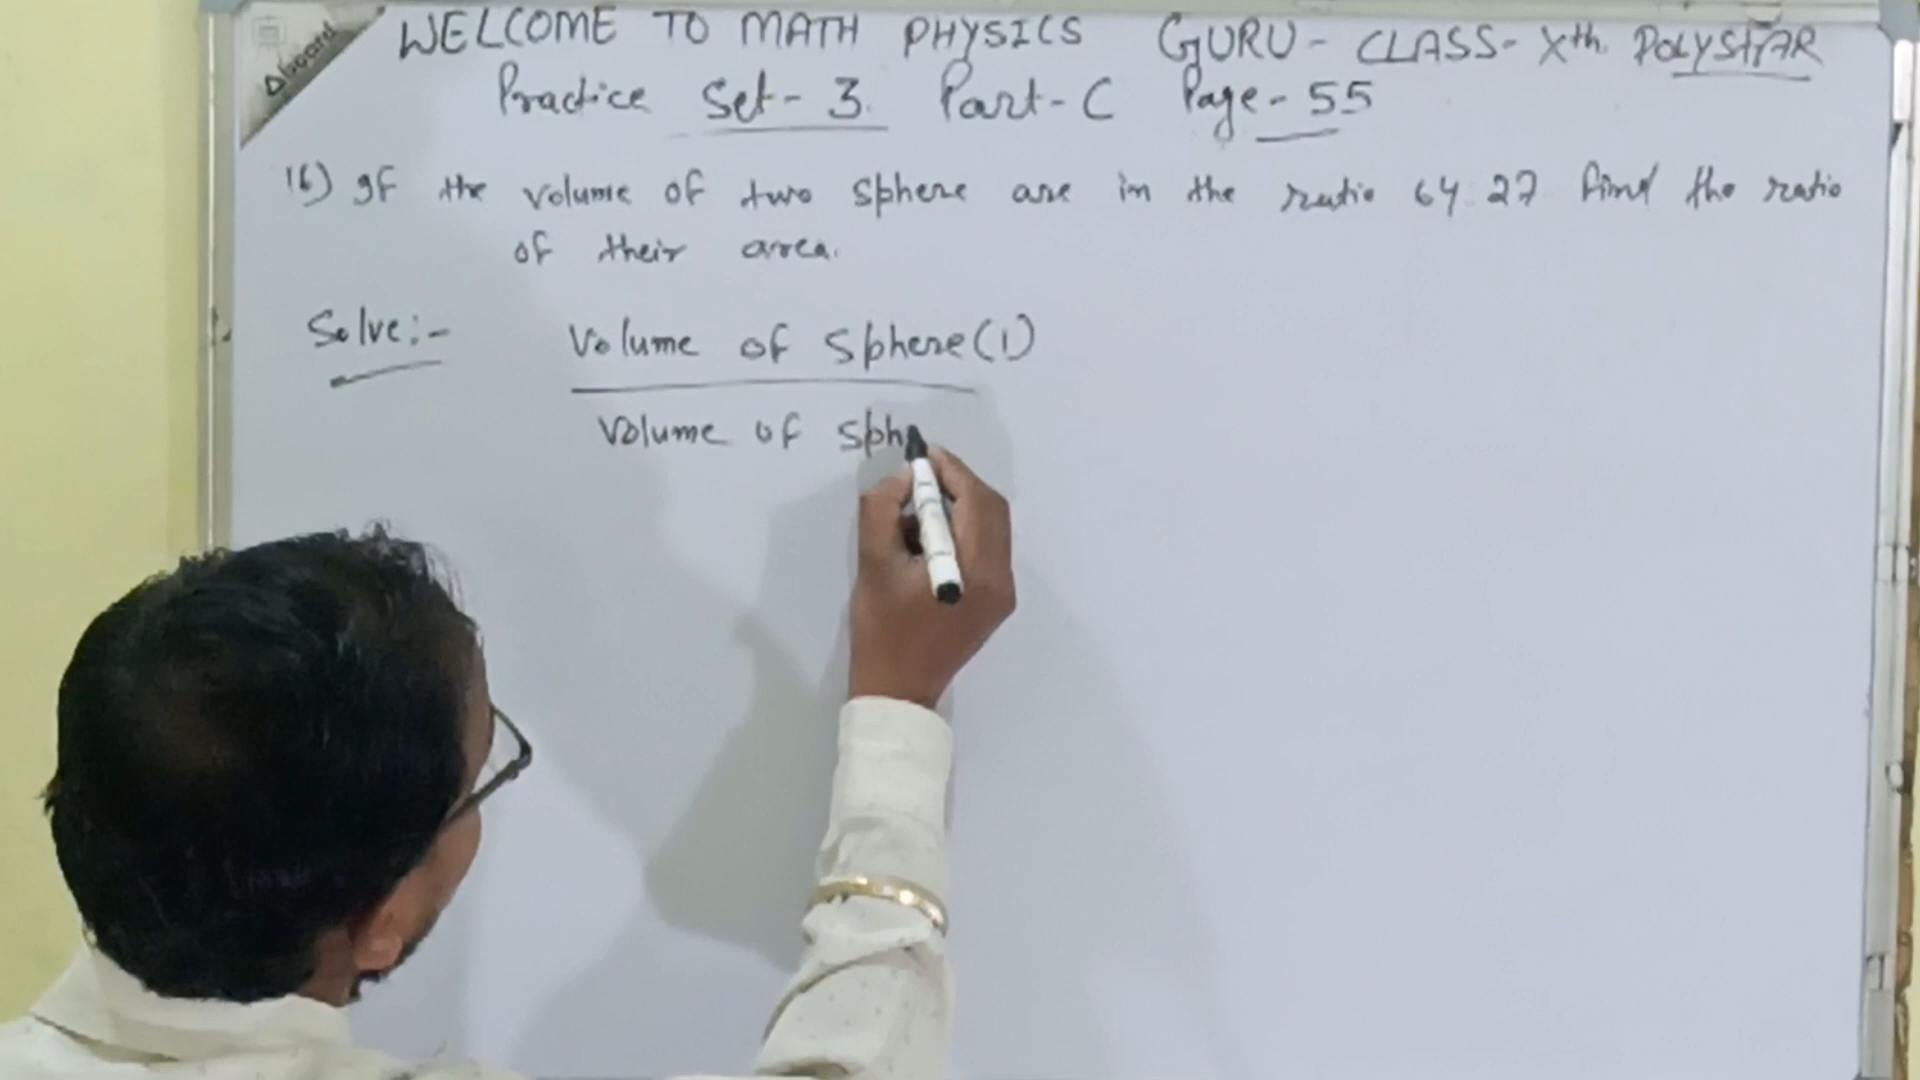 Aboard
WELCOME TO MATH PHYSICS GURU- CLASS- Xth. POLYSTAR
Practice Set- 3. Part-C Page- 55
16) If the volume of two sphere are in the ratio 64:27 find the ratio
of their area.
Solve:- Volume of Sphere(1)
Volume of sph